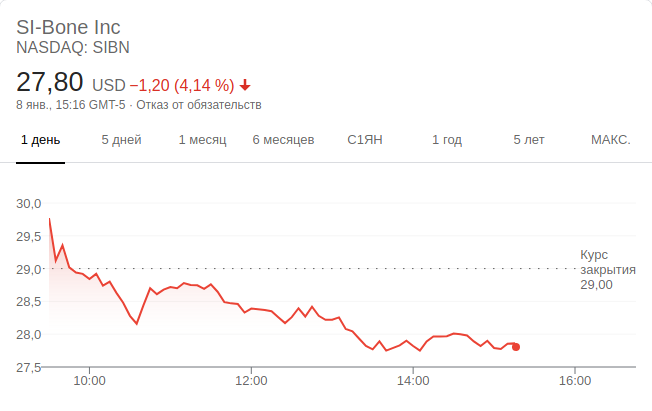 SI-Bone Inc
NASDAQ: SIBN
27,80 USD −1,20 (4,14 %)
8 янв., 15:16 GMT-5 · Отказ от обязательств
1 день 5 дней 1 месяц 6 месяцев С1ЯН 1 год 5 лет МАКС.
30,0
29,5
29,0
28,5
28,0
27,5
Курс
закрытия
29,00
10:00 12:00 14:00 16:00